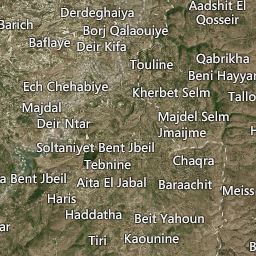 Aadshit El
Qosseir
Derdeghaiya
Barich
Borj Qalaouiye
Baflaye
Deir Kifa
Qabrikha
Touline
Beni Hayyan
Ech Chehabiye
Kherbet Selm
Tallo
Majdal
Deir Ntar
Majdel Selm
Jmaijme
Soltaniyet Bent Jbeil
Tebnine
Chaqra
a Bent Jbeil
Aita El Jabal
Baraachit
Meiss
Haris
Haddatha
Beit Yahoun
Tiri
Kaounine